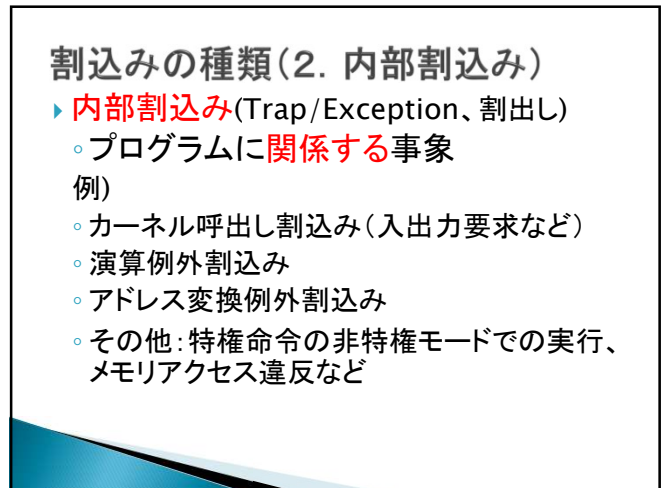 割込みの種類(2．内部割込み)
内部割込み(Trap/Exception、割出し)
プログラムに関係する事象
例)
カーネル呼出し割込み(入出力要求など)
演算例外割込み
アドレス変換例外割込み
その他:特権命令の非特権モードでの実行、
メモリアクセス違反など